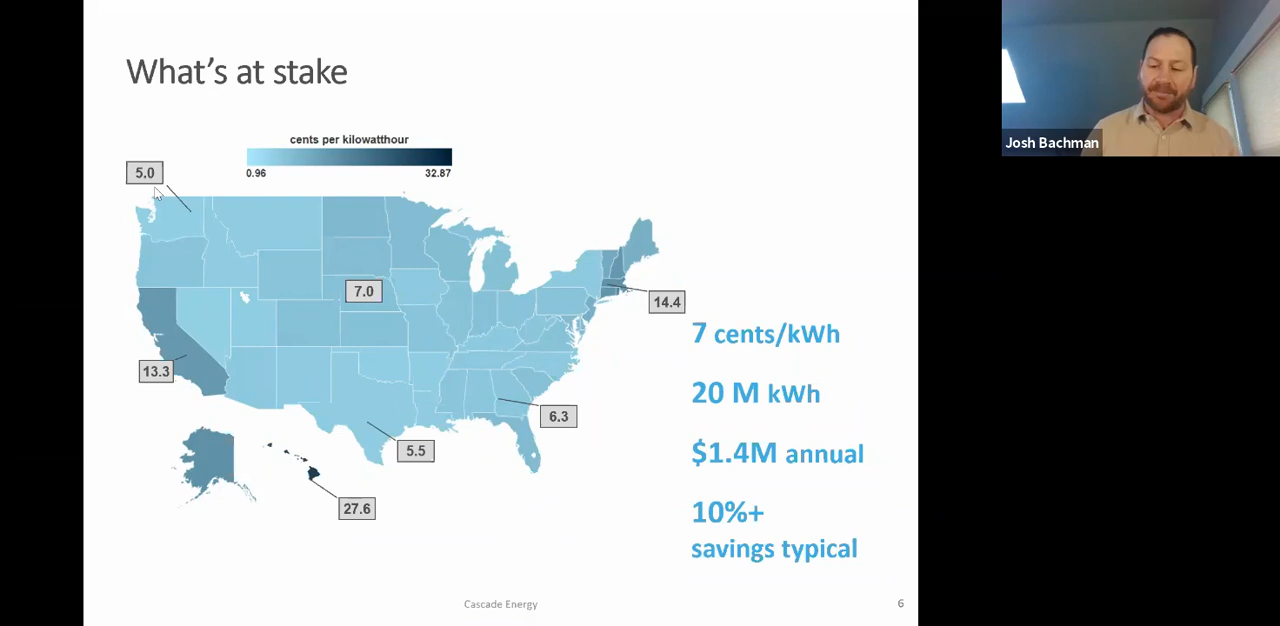 What's at stake
cents per kilowatthour
0.96 32.87
5.0
7.0
14.4
13.3
6.3
5.5
27.6
7 cents/kWh
20 M kWh
$1.4M annual
10%+
savings typical
Cascade Energy
6
Josh Bachman